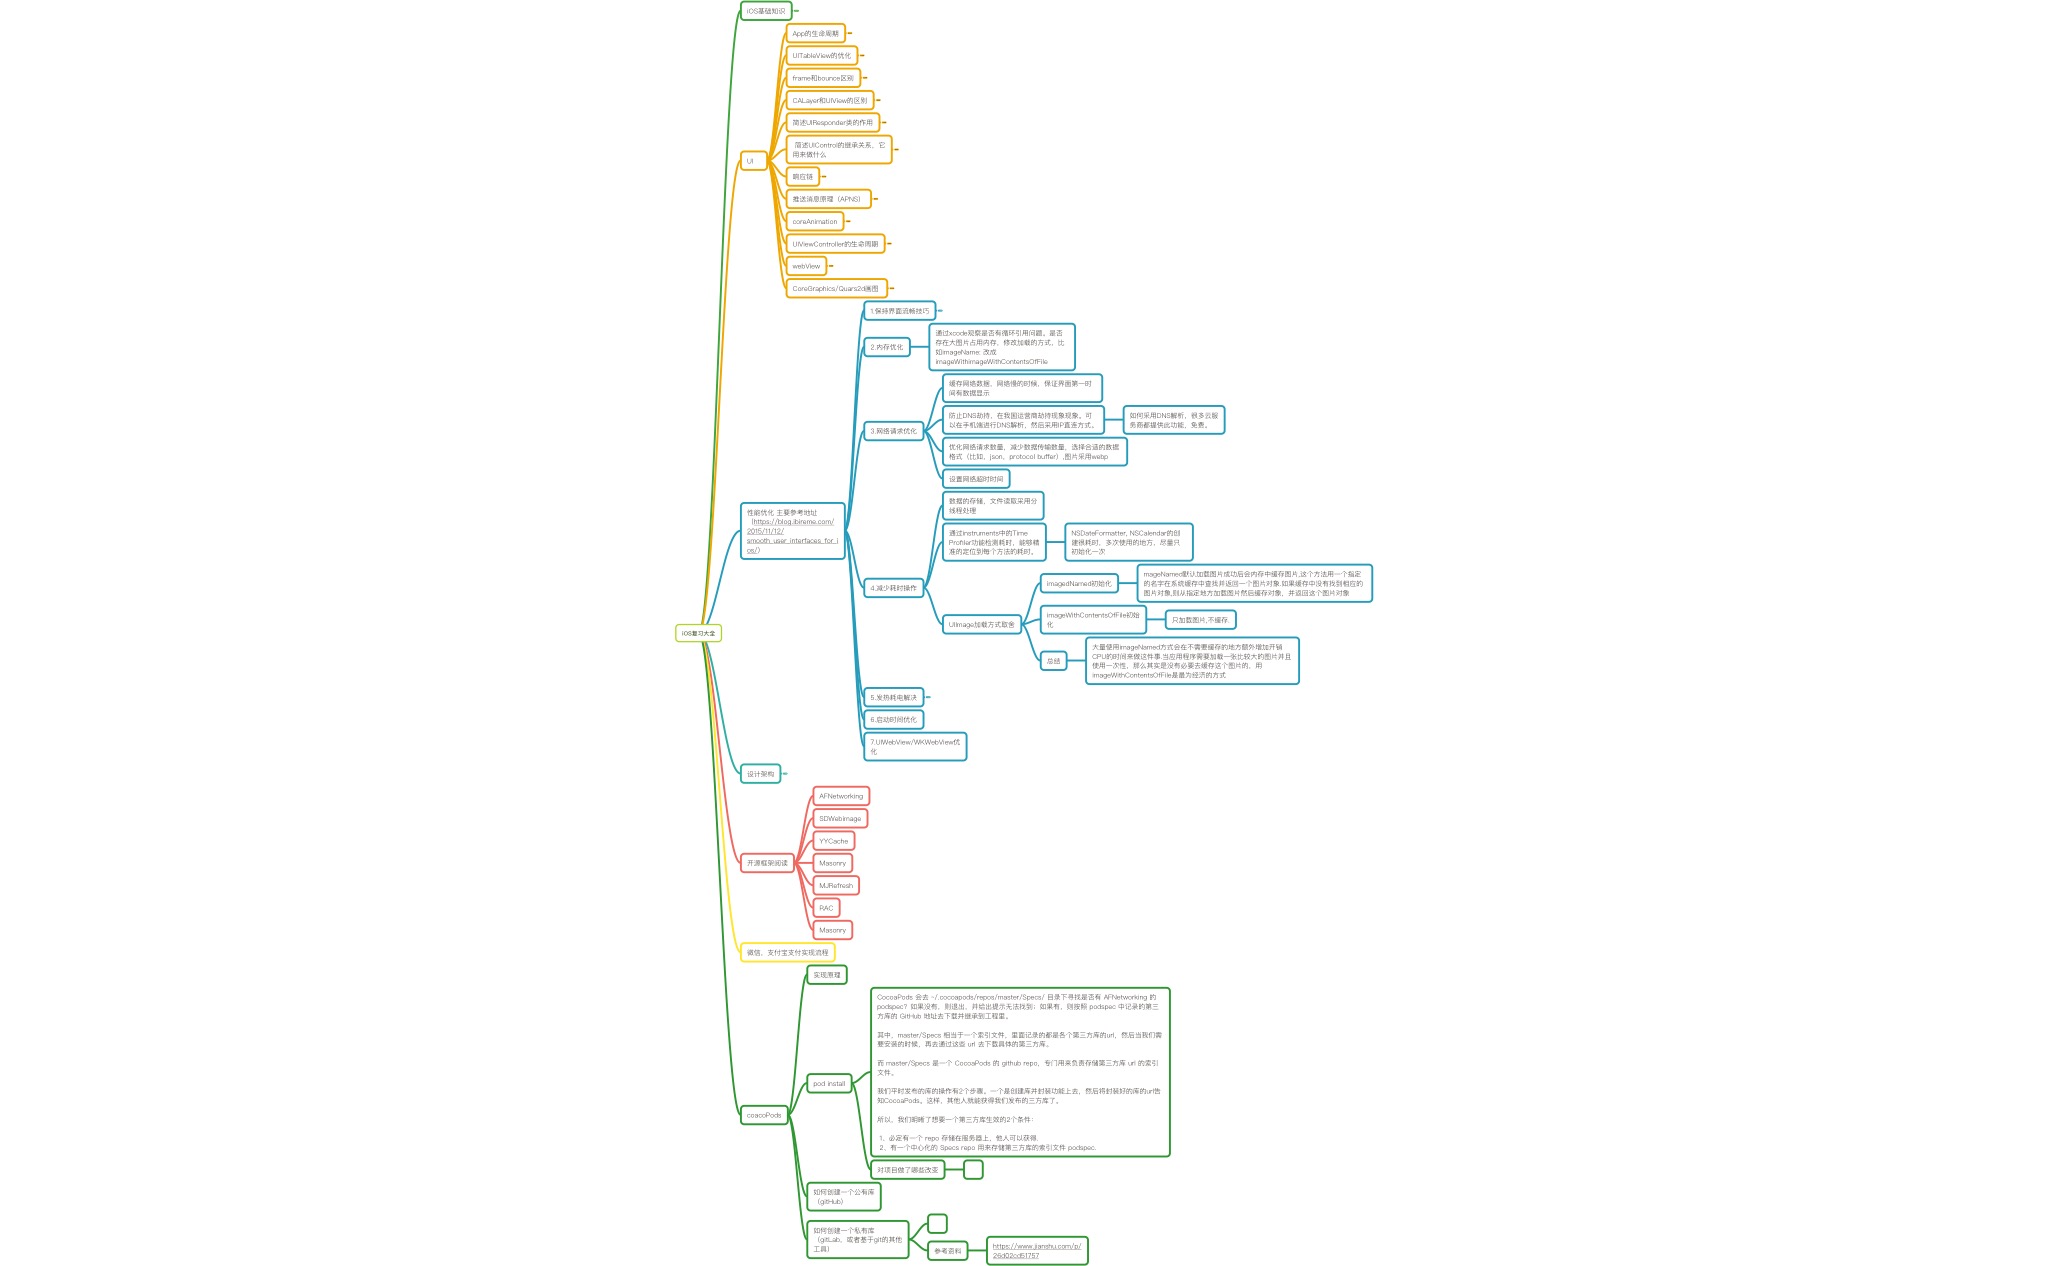 iOS基础知识
App的生命周期
UITableView的优化
frame和bounce区别
CALayer和UIView的区别
简述UIResponder类的作用
简述UIControl的继承关系，它
用来做什么
UI
响应链
推送消息原理（APNS）
coreAnimation
UIViewController的生命周期
webView
CoreGraphics/Quars2d画图
1.保持界面流畅技巧
2.内存优化
通过xcode观察是否有循环引用问题。是否
存在大图片占用内存，修改加载的方式，比
如imageName: 改成
imageWithimageWithContentsOfFile
3.网络请求优化
缓存网络数据，网络慢的时候，保证界面第一时
间有数据显示
防止DNS劫持，在我国运营商劫持现象现象。可
以在手机端进行DNS解析，然后采用IP直连方式。
如何采用DNS解析，很多云服
务商都提供此功能，免费。
优化网络请求数量，减少数据传输数量，选择合适的数据
格式（比如，json、protocol buffer）,图片采用webp
设置网络超时时间
性能优化 主要参考地址
（https://blog.ibireme.com/
2015/11/12/
smooth_user_interfaces_for_i
os/）
4.减少耗时操作
数据的存储，文件读取采用分
线程处理
通过Instruments中的Time
Profiler功能检测耗时，能够精
准的定位到每个方法的耗时。
NSDateFormatter, NSCalendar的创
建很耗时，多次使用的地方，尽量只
初始化一次
UIImage加载方式取舍
imagedNamed初始化
mageNamed默认加载图片成功后会内存中缓存图片,这个方法用一个指定
的名字在系统缓存中查找并返回一个图片对象.如果缓存中没有找到相应的
图片对象,则从指定地方加载图片然后缓存对象，并返回这个图片对象
imageWithContentsOfFile初始
化
只加载图片,不缓存.
总结
大量使用imageNamed方式会在不需要缓存的地方额外增加开销
CPU的时间来做这件事.当应用程序需要加载一张比较大的图片并且
使用一次性，那么其实是没有必要去缓存这个图片的，用
imageWithContentsOfFile是最为经济的方式
5.发热耗电解决
6.启动时间优化
7.UIWebView/WKWebView优
化
iOS复习大全
设计架构
开源框架阅读
AFNetworking
SDWebimage
YYCache
Masonry
MJRefresh
RAC
Masonry
微信，支付宝支付实现流程
coacoPods
实现原理
pod install
CocoaPods 会去 ~/.cocoapods/repos/master/Specs/ 目录下寻找是否有 AFNetworking 的
podspec？如果没有，则退出，并给出提示无法找到；如果有，则按照 podspec 中记录的第三
方库的 GitHub 地址去下载并继承到工程里。
其中，master/Specs 相当于一个索引文件，里面记录的都是各个第三方库的url，然后当我们需
要安装的时候，再去通过这些 url 去下载具体的第三方库。
而 master/Specs 是一个 CocoaPods 的 github repo，专门用来负责存储第三方库 url 的索引
文件。
我们平时发布的库的操作有2个步骤。一个是创建库并封装功能上去，然后将封装好的库的url告
知CocoaPods。这样，其他人就能获得我们发布的三方库了。
所以，我们明晰了想要一个第三方库生效的2个条件：
1、必定有一个 repo 存储在服务器上，他人可以获得.
2、有一个中心化的 Specs repo 用来存储第三方库的索引文件 podspec.
对项目做了哪些改变
如何创建一个公有库
（gitHub）
如何创建一个私有库
（gitLab，或者基于git的其他
工具）
参考资料
https://www.jianshu.com/p/
26d02cd51757